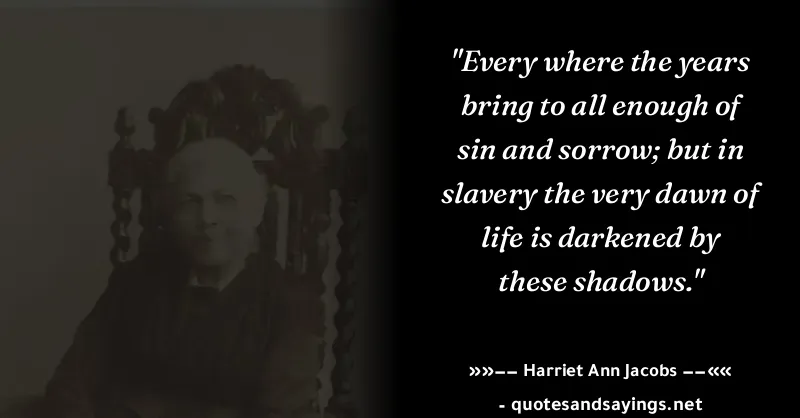 "Every where the years
bring to all enough of
sin and sorrow; but in
slavery the very dawn of
life is darkened by
these shadows."
»»–– Harriet Ann Jacobs ––««
- quotesandsayings.net